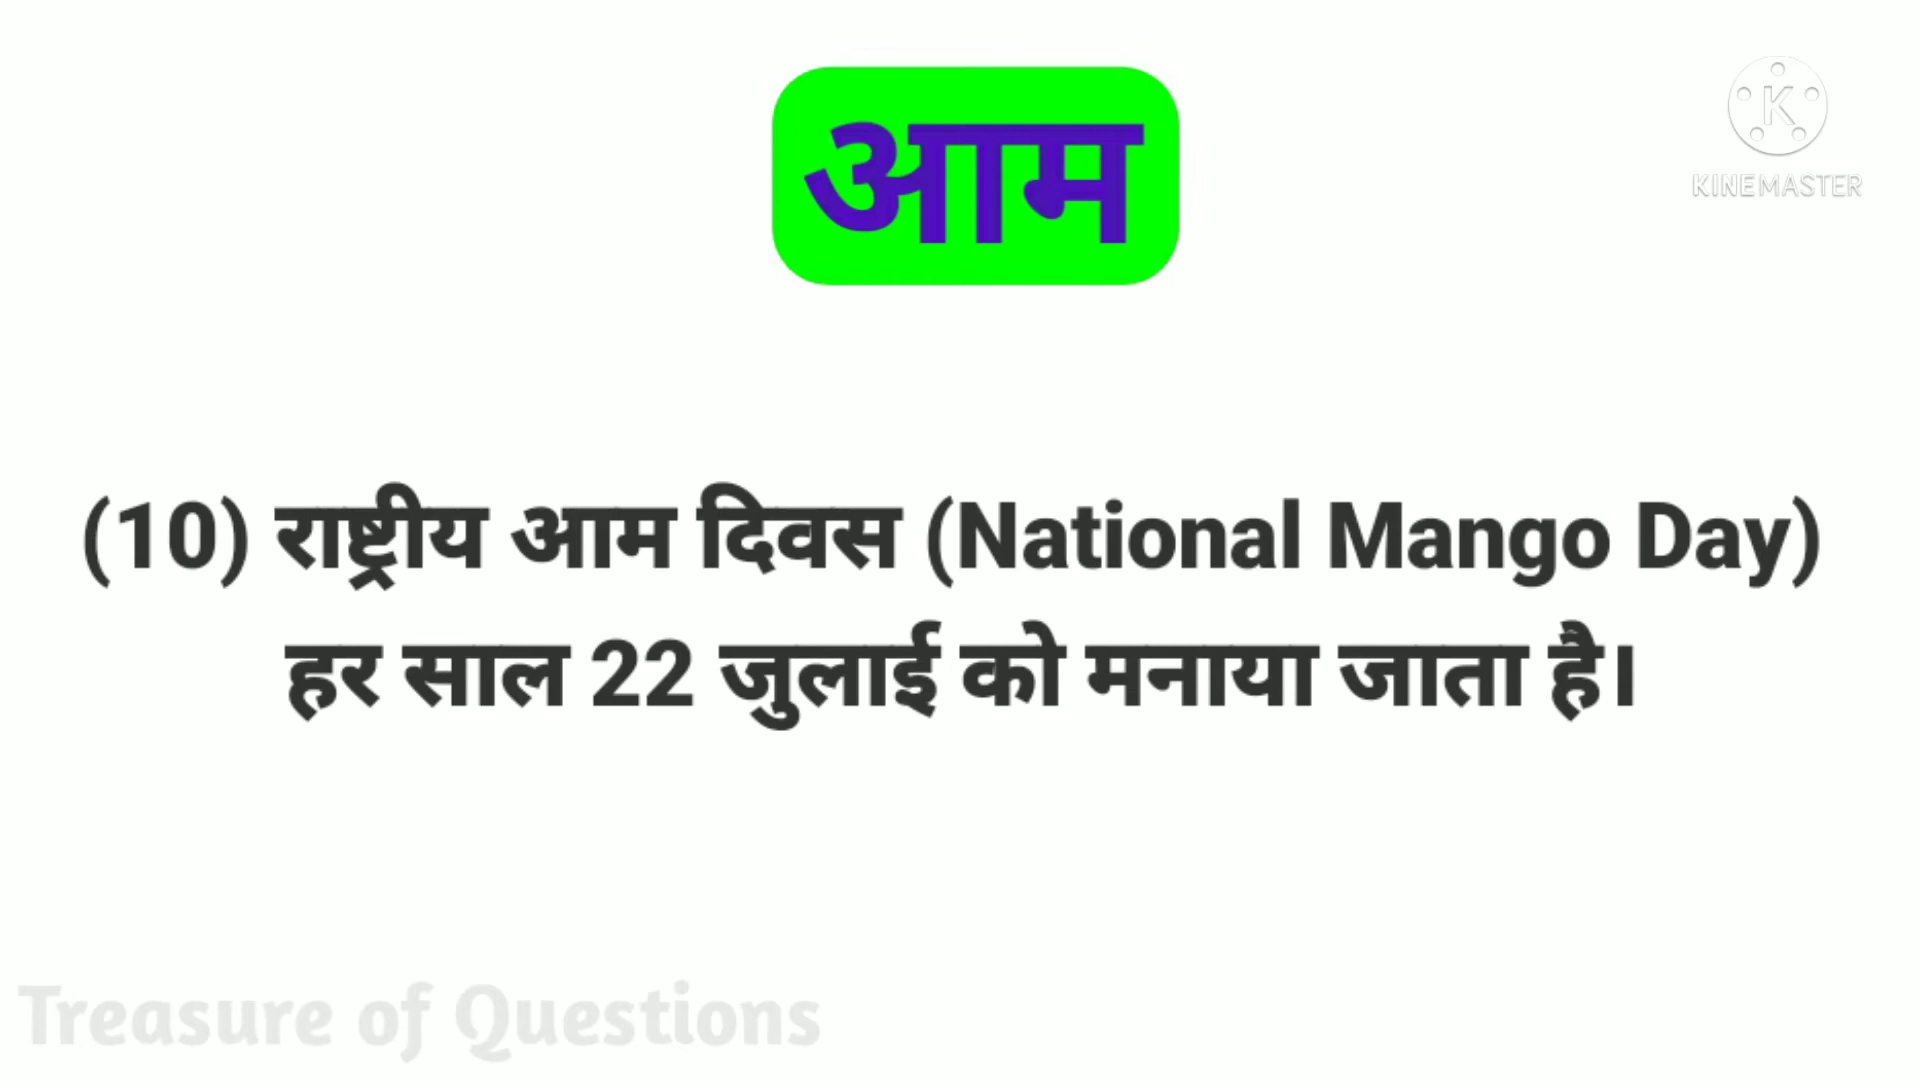 आम
KINEMASTER
(10) राष्ट्रीय आम दिवस (National Mango Day)
हर साल 22 जुलाई को मनाया जाता है।
Treasure of Questions